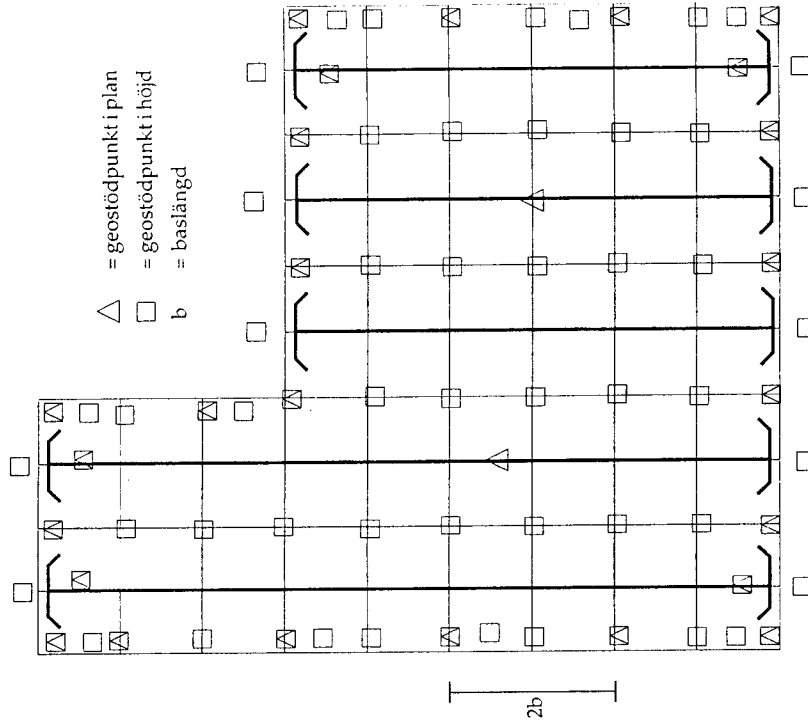 = geostödpunkt i plan
= geostödpunkt i höjd
b = baslängd
2b